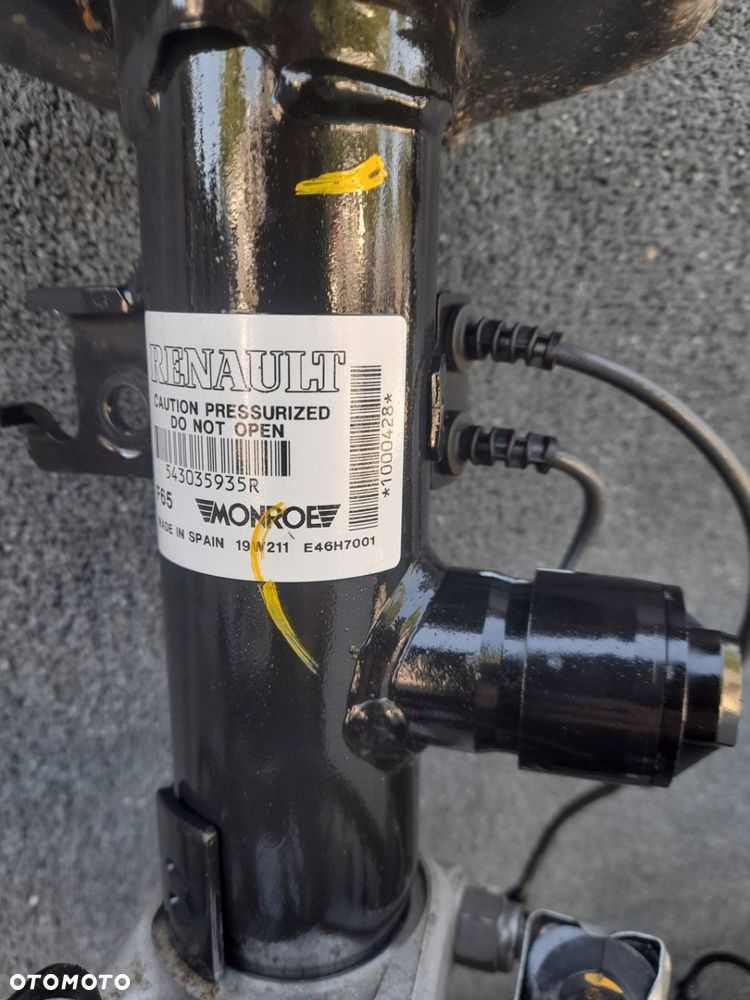 RENAULT
CAUTION PRESSURIZED
DO NOT OPEN
543035935R
F65 MONROE
MADE IN SPAIN 19W211 E46H7001
*1000428*
OTOMOTO